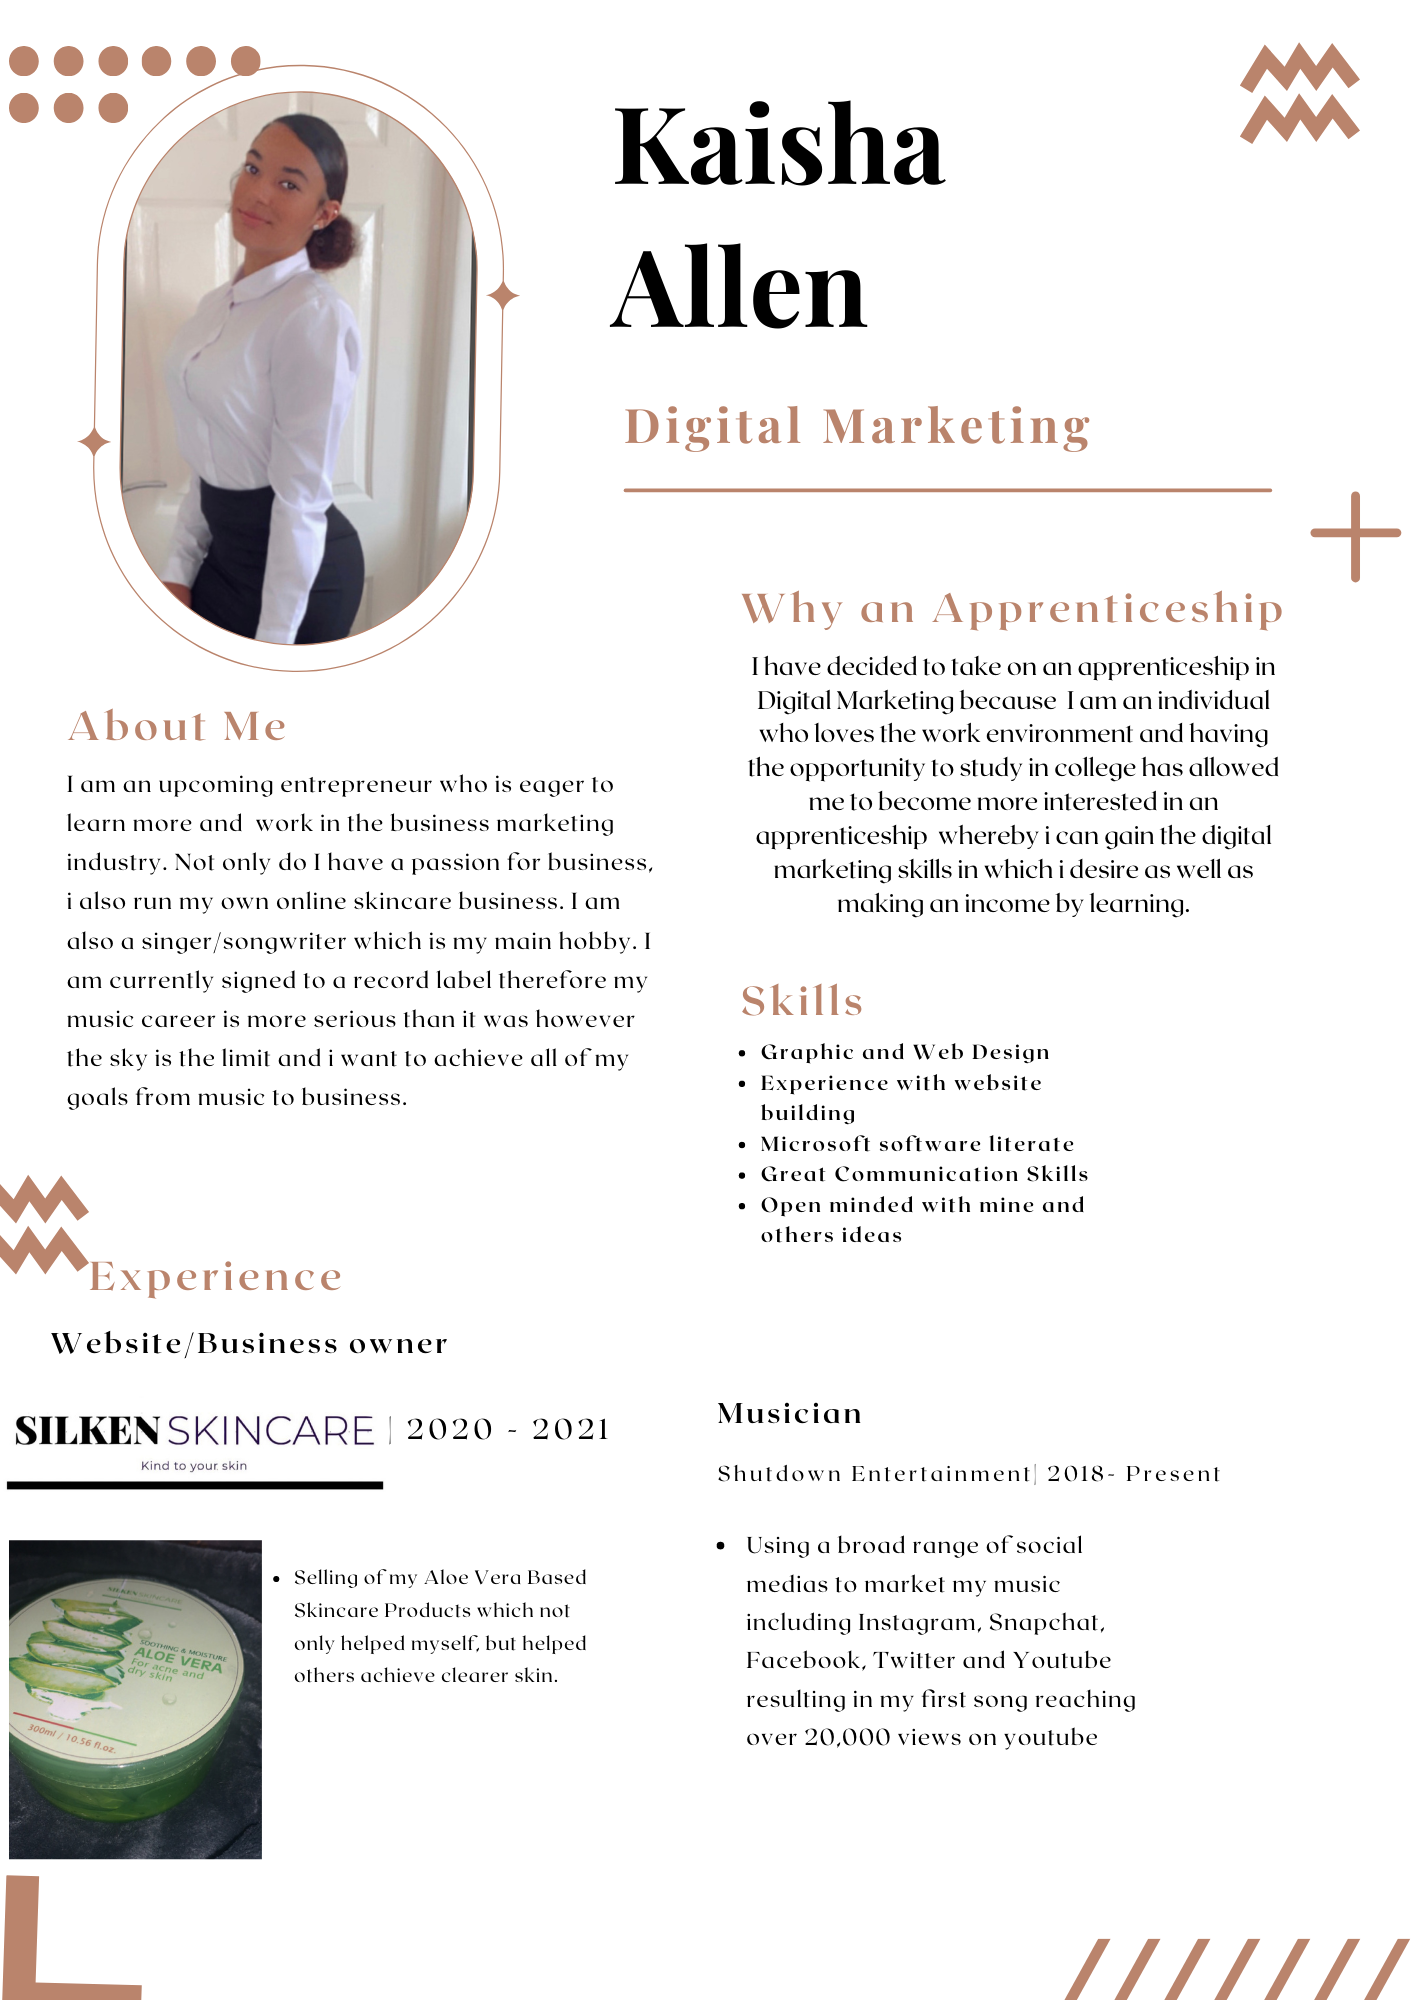 Kaisha
Allen
Digital Marketing
Why an Apprenticeship
I have decided to take on an apprenticeship in
Digital Marketing because  I am an individual
who loves the work environment and having
the opportunity to study in college has allowed
me to become more interested in an
apprenticeship  whereby i can gain the digital
marketing skills in which i desire as well as
making an income by learning.
About Me
I am an upcoming entrepreneur who is eager to
learn more and  work in the business marketing
industry. Not only do I have a passion for business,
i also run my own online skincare business. I am
also a singer/songwriter which is my main hobby. I
am currently signed to a record label therefore my
music career is more serious than it was however
the sky is the limit and i want to achieve all of my
goals from music to business.
Skills
• Graphic and Web Design
• Experience with website
building
• Microsoft software literate
• Great Communication Skills
• Open minded with mine and
others ideas
Experience
Website/Business owner
SILKEN SKINCARE | 2020 - 2021
Kind to your skin
SILKEN SKINCARE
SOOTHING & MOISTURE
ALOE VERA
For acne and
dry skin
300ml / 10.56 fl.oz.
• Selling of my Aloe Vera Based
Skincare Products which not
only helped myself, but helped
others achieve clearer skin.
Musician
Shutdown Entertainment| 2018- Present
• Using a broad range of social
medias to market my music
including Instagram, Snapchat,
Facebook, Twitter and Youtube
resulting in my first song reaching
over 20,000 views on youtube